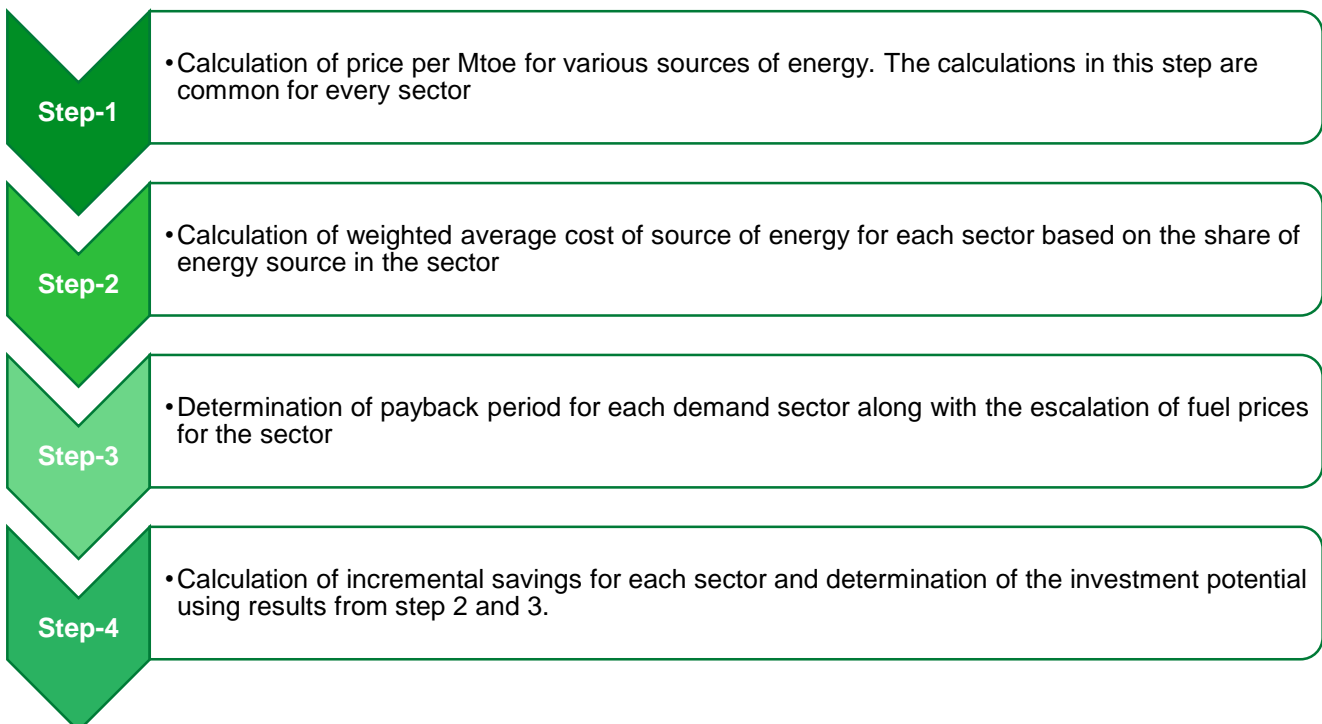 Step-1
•Calculation of price per Mtoe for various sources of energy. The calculations in this step are
common for every sector
Step-2
•Calculation of weighted average cost of source of energy for each sector based on the share of
energy source in the sector
Step-3
•Determination of payback period for each demand sector along with the escalation of fuel prices
for the sector
Step-4
•Calculation of incremental savings for each sector and determination of the investment potential
using results from step 2 and 3.